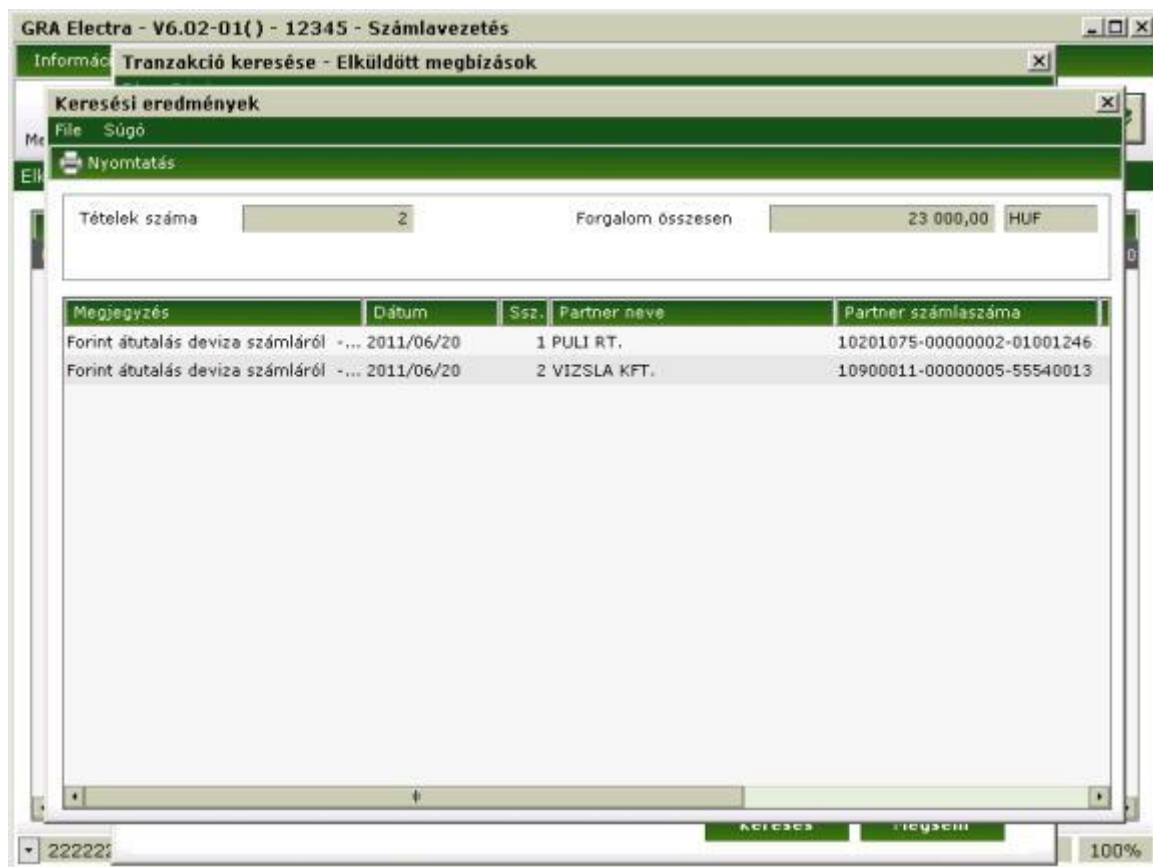 GRA Electra - V6.02-01( ) - 12345 - Számlavezetés
Tranzakció keresése - Elküldött megbízások
Keresési eredmények
File Súgó
Nyomtatás
Tételek száma 2 Forgalom összesen 23 000,00 HUF
Megjegyzés Dátum Ssz. Partner neve Partner számlaszáma
Forint átutalás deviza számláról -... 2011/06/20 1 PULI RT. 10201075-00000002-01001246
Forint átutalás deviza számláról -... 2011/06/20 2 VIZSLA KFT. 10900011-00000005-55540013
Keresés Mégsem
222222 100%